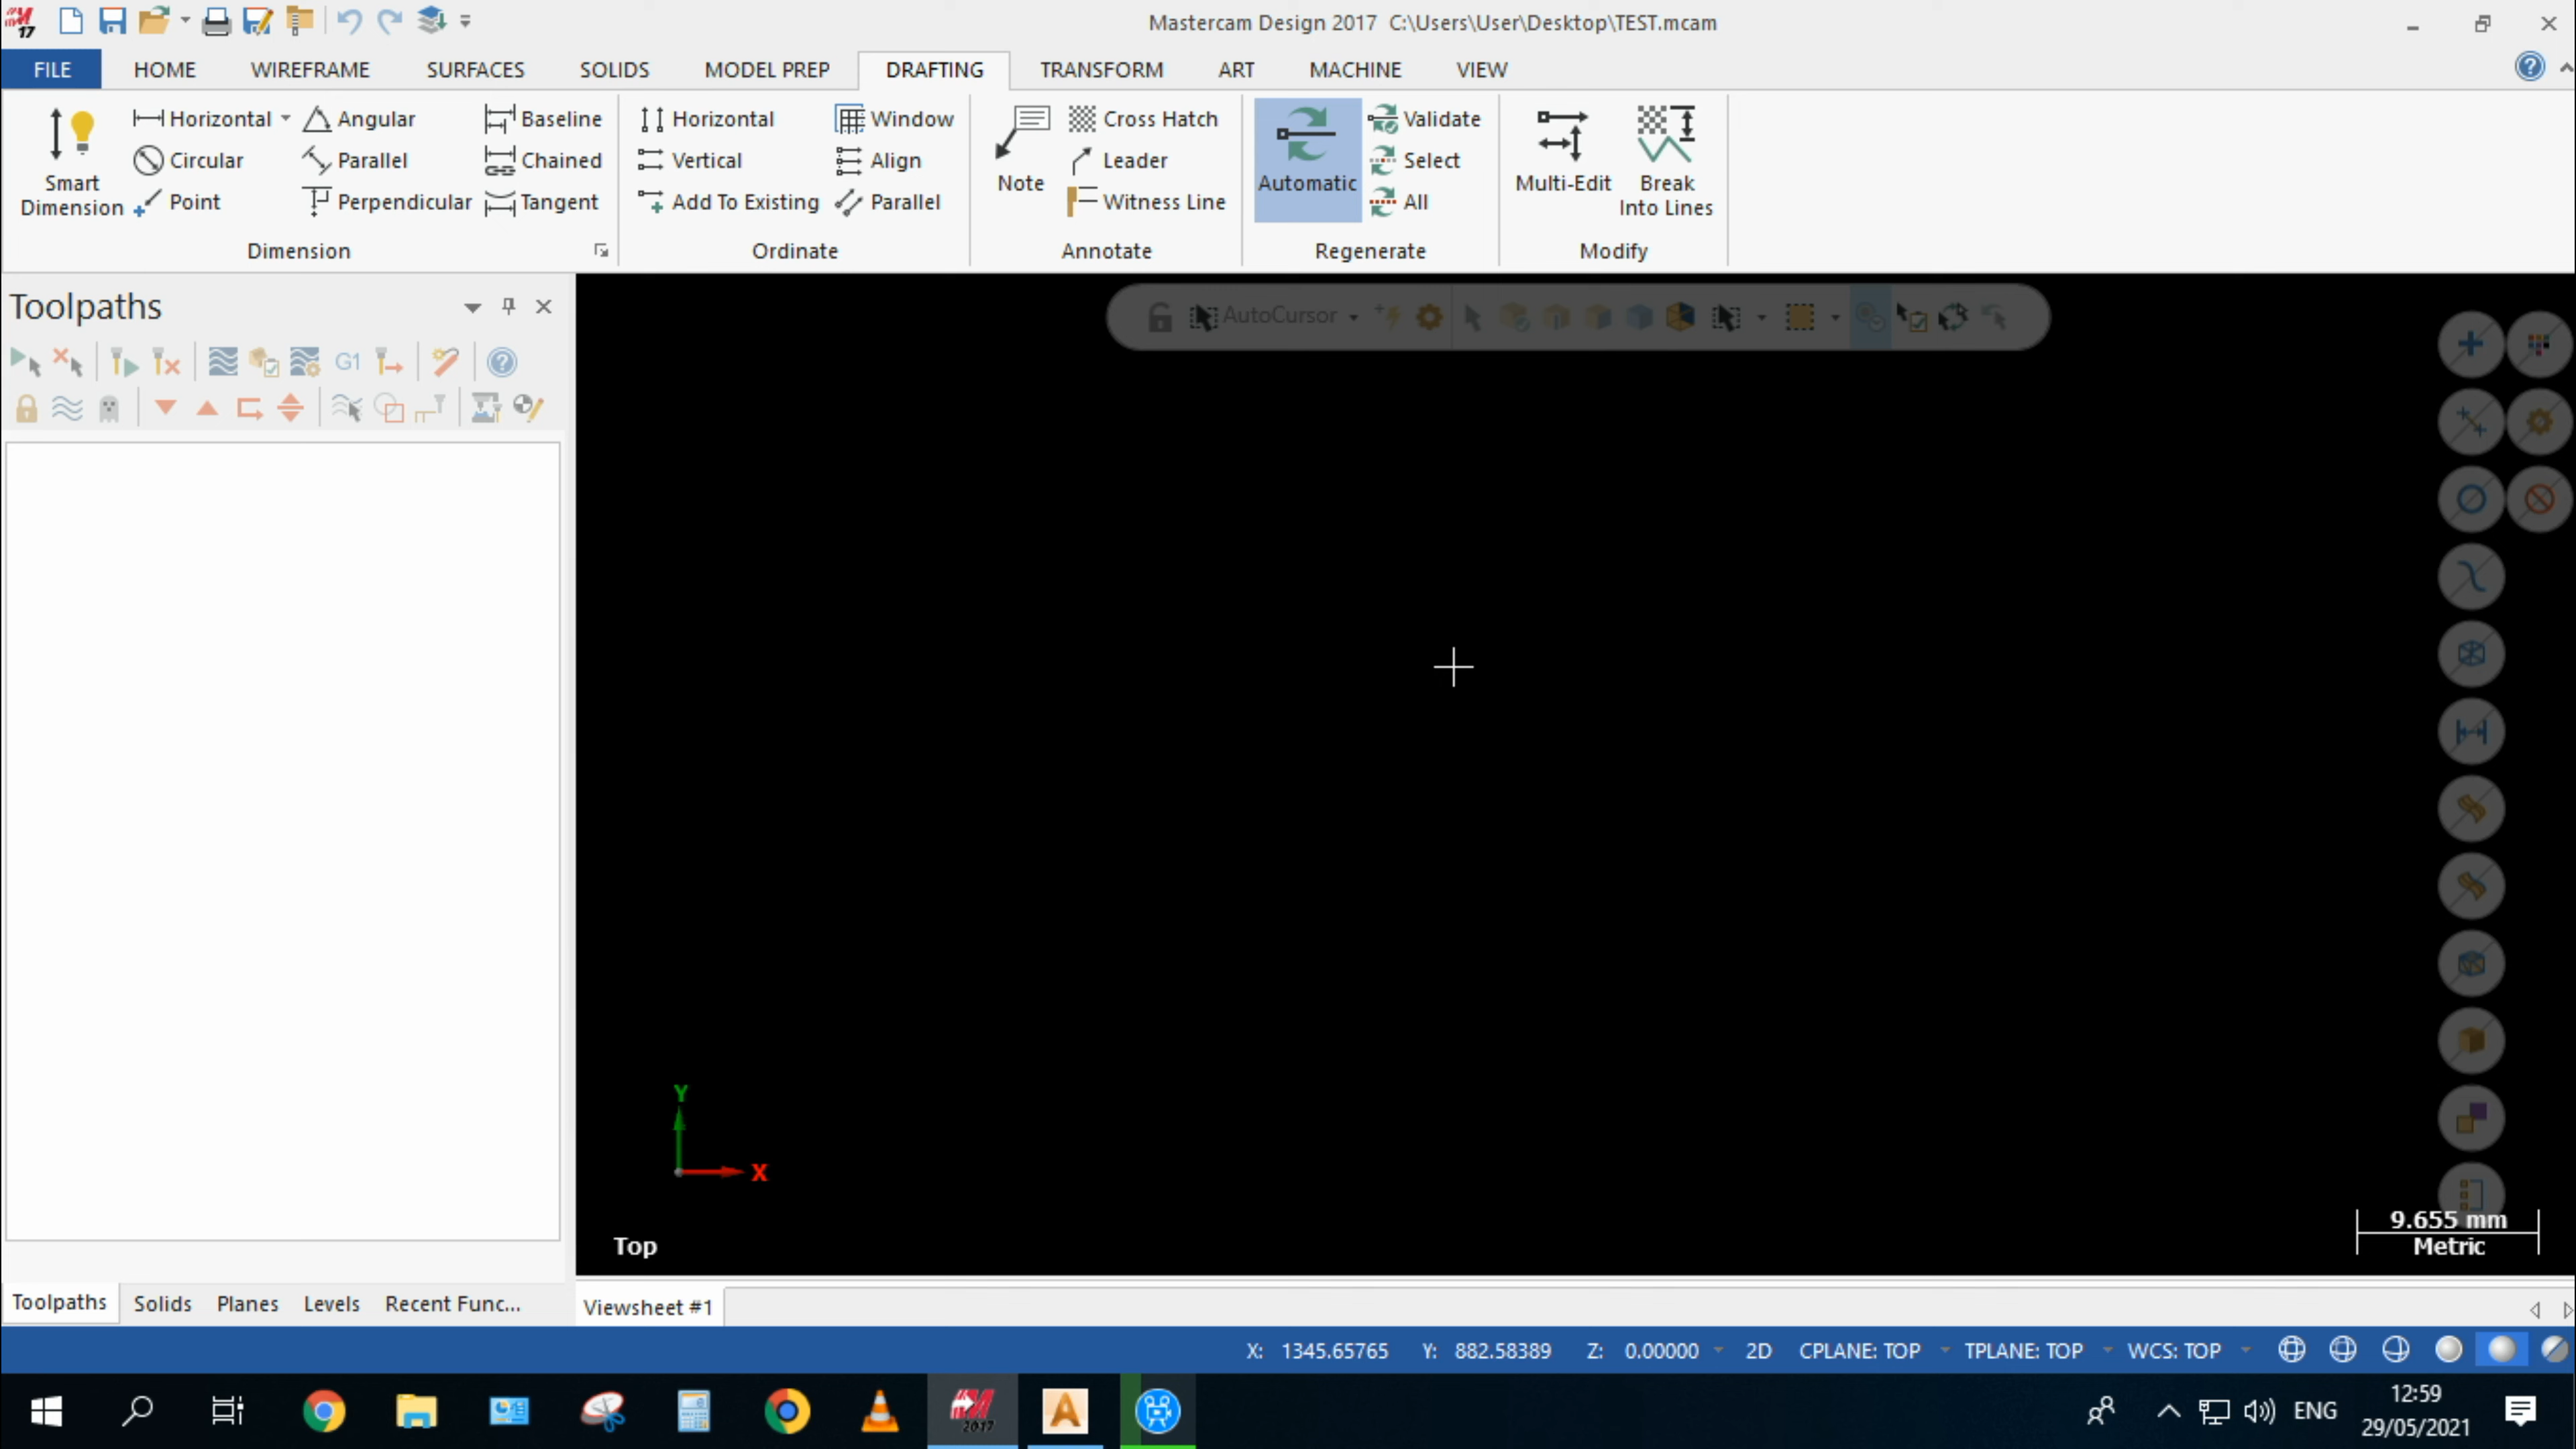 Mastercam Design 2017 C:\Users\User\Desktop\TEST.mcam
FILE HOME WIREFRAME SURFACES SOLIDS MODEL PREP DRAFTING TRANSFORM ART MACHINE VIEW
Smart
Dimension
Horizontal Angular Baseline
Circular Parallel Chained
Point Perpendicular Tangent
Dimension
Horizontal Window
Vertical Align
Add To Existing Parallel
Ordinate
Note
Cross Hatch
Leader
Witness Line
Annotate
Automatic
Validate
Select
All
Regenerate
Multi-Edit
Break
Into Lines
Modify
Toolpaths
G1
AutoCursor
Y
X
Top
9.655 mm
Metric
Toolpaths Solids Planes Levels Recent Func...
Viewsheet #1
X: 1345.65765 Y: 882.58389 Z: 0.00000 2D CPLANE: TOP TPLANE: TOP WCS: TOP
2017
ENG
12:59
29/05/2021